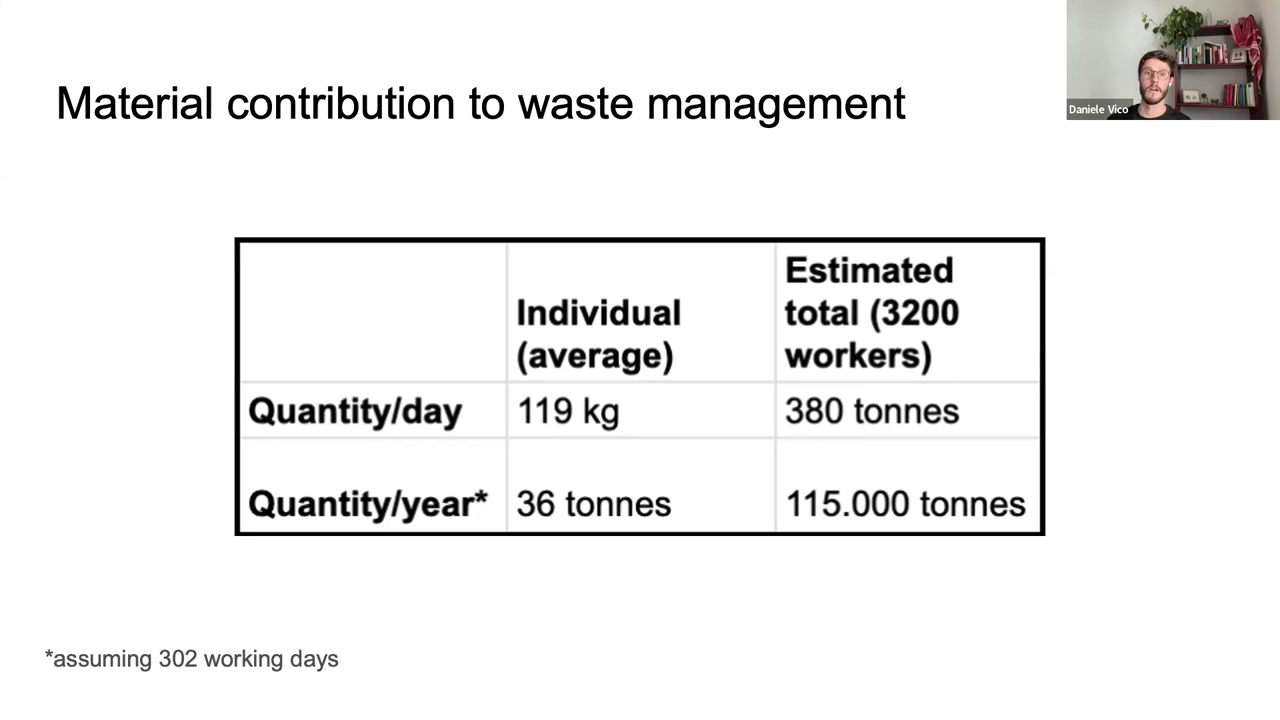 Material contribution to waste management
Daniele Vico
Individual
(average)
Estimated
total (3200
workers)
Quantity/day
119 kg
380 tonnes
Quantity/year*
36 tonnes
115.000 tonnes
*assuming 302 working days